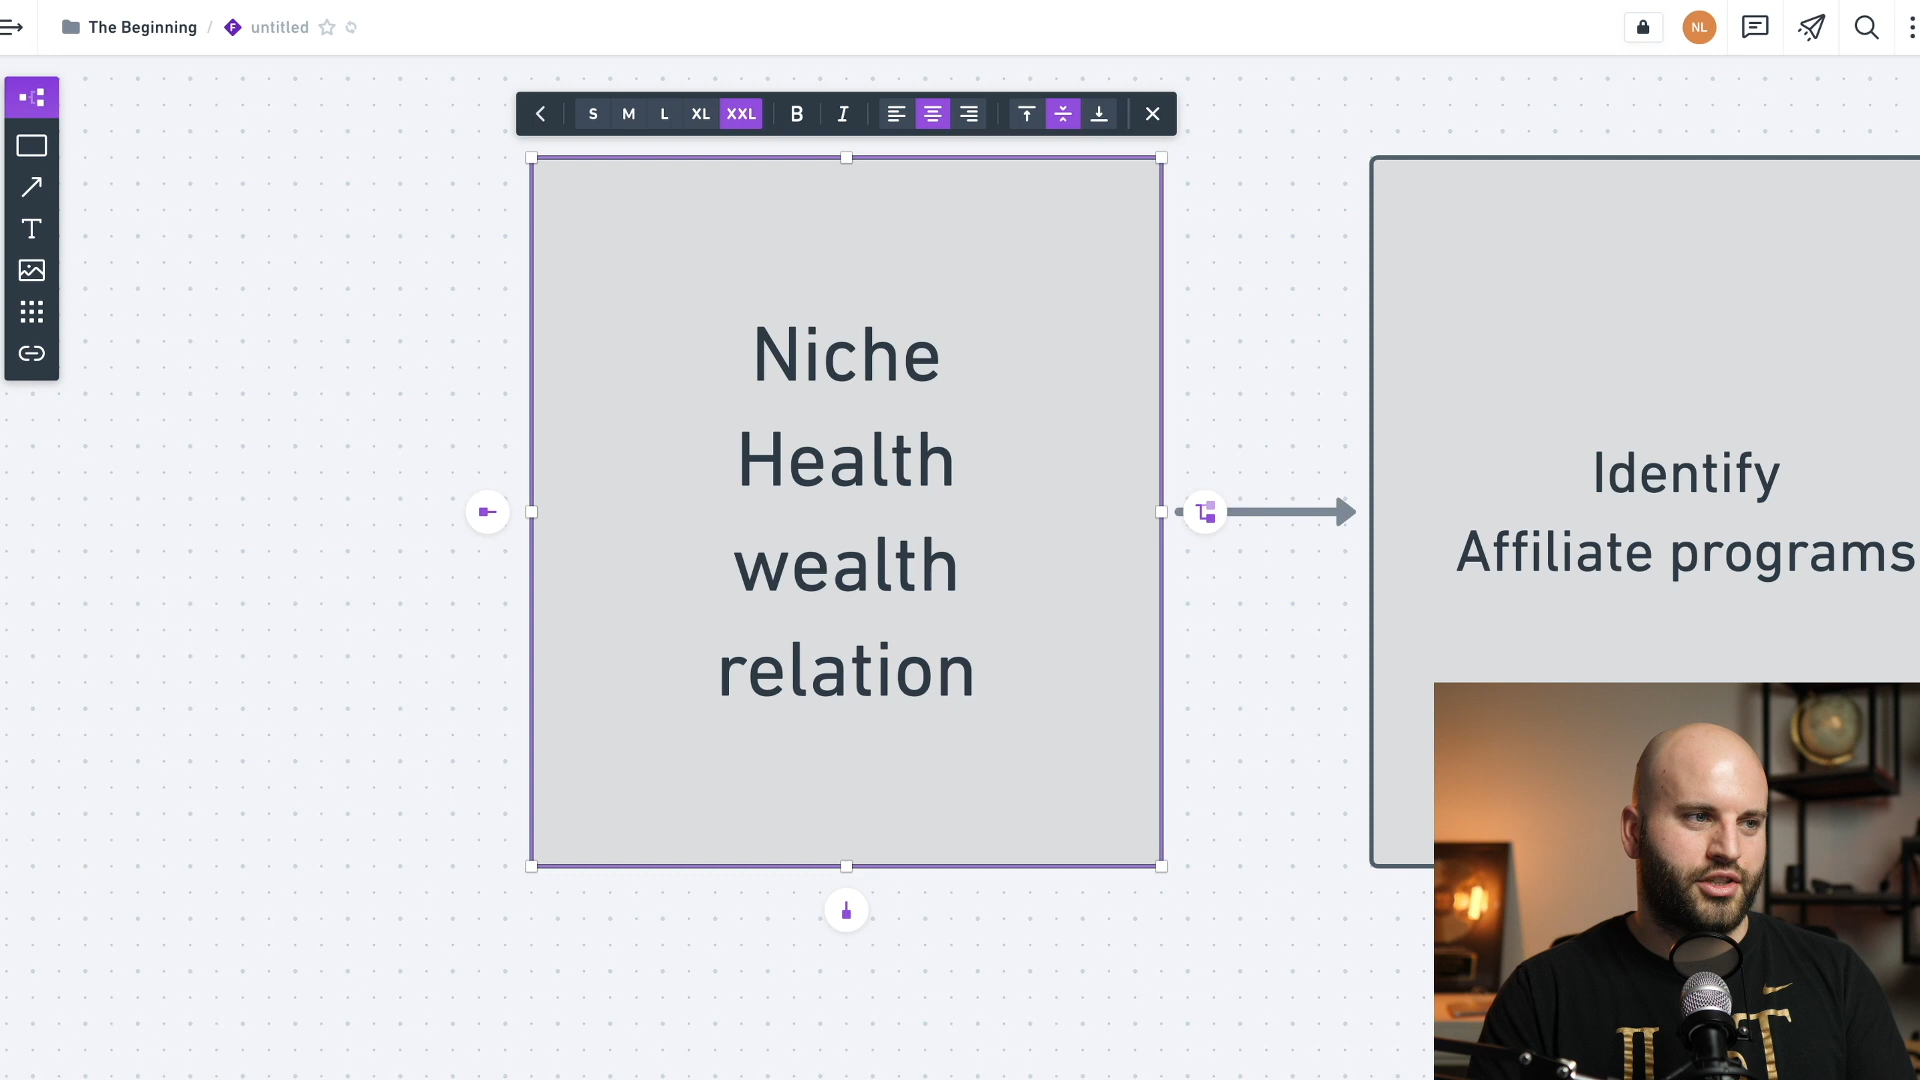 The Beginning / untitled
NL
S M L XL XXL B I
T
Niche
Health
wealth
relation
Identify
Affiliate programs